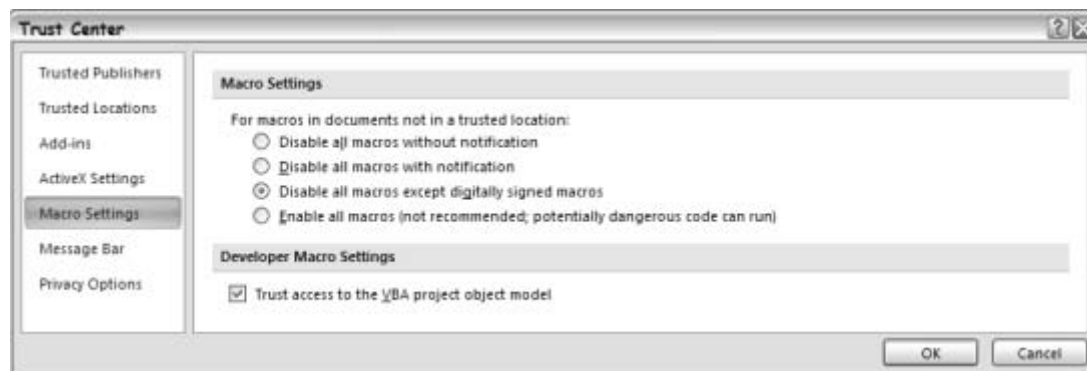 Trust Center
Trusted Publishers
Trusted Locations
Add-ins
ActiveX Settings
Macro Settings
Message Bar
Privacy Options
Macro Settings
For macros in documents not in a trusted location:
Disable all macros without notification
Disable all macros with notification
Disable all macros except digitally signed macros
Enable all macros (not recommended; potentially dangerous code can run)
Developer Macro Settings
Trust access to the VBA project object model
OK
Cancel